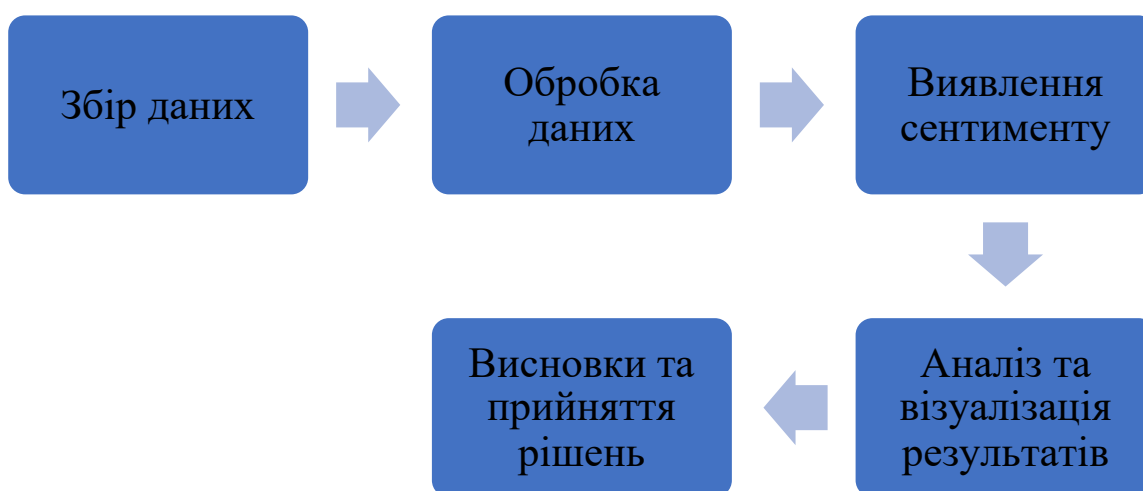 Збір даних
Обробка
даних
Виявлення
сентименту
Аналіз та
візуалізація
результатів
Висновки та
прийняття
рішень